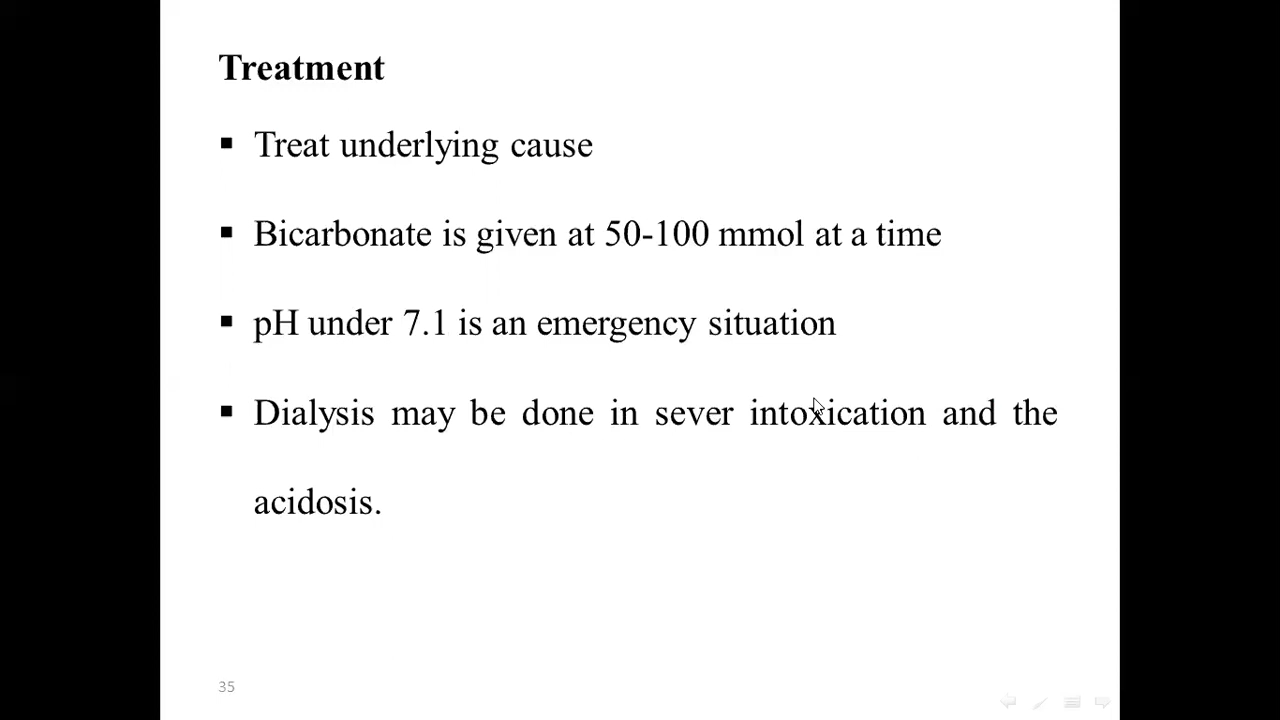 Treatment
▪ Treat underlying cause
▪ Bicarbonate is given at 50-100 mmol at a time
▪ pH under 7.1 is an emergency situation
▪ Dialysis may be done in sever intoxication and the
acidosis.
35